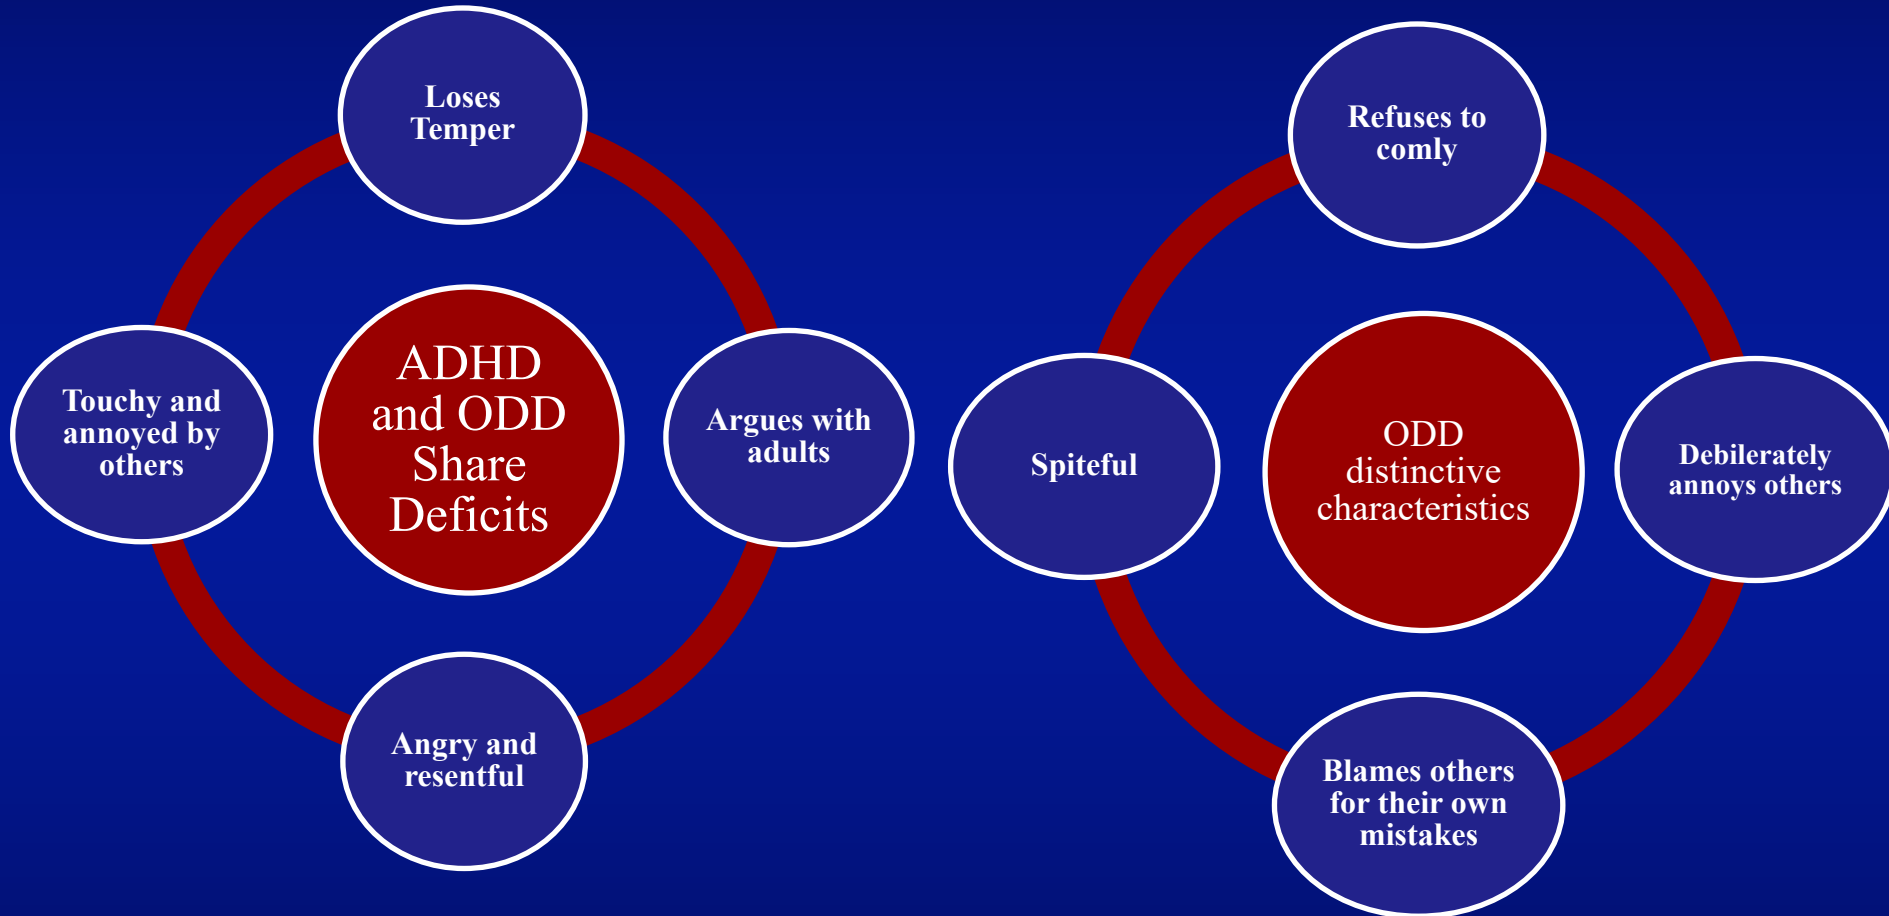 Loses
Temper
ADHD
and ODD
Share
Deficits
Touchy and
annoyed by
others
Argues with
adults
Angry and
resentful
Refuses to
comly
ODD
distinctive
characteristics
Spiteful
Debilerately
annoys others
Blames others
for their own
mistakes